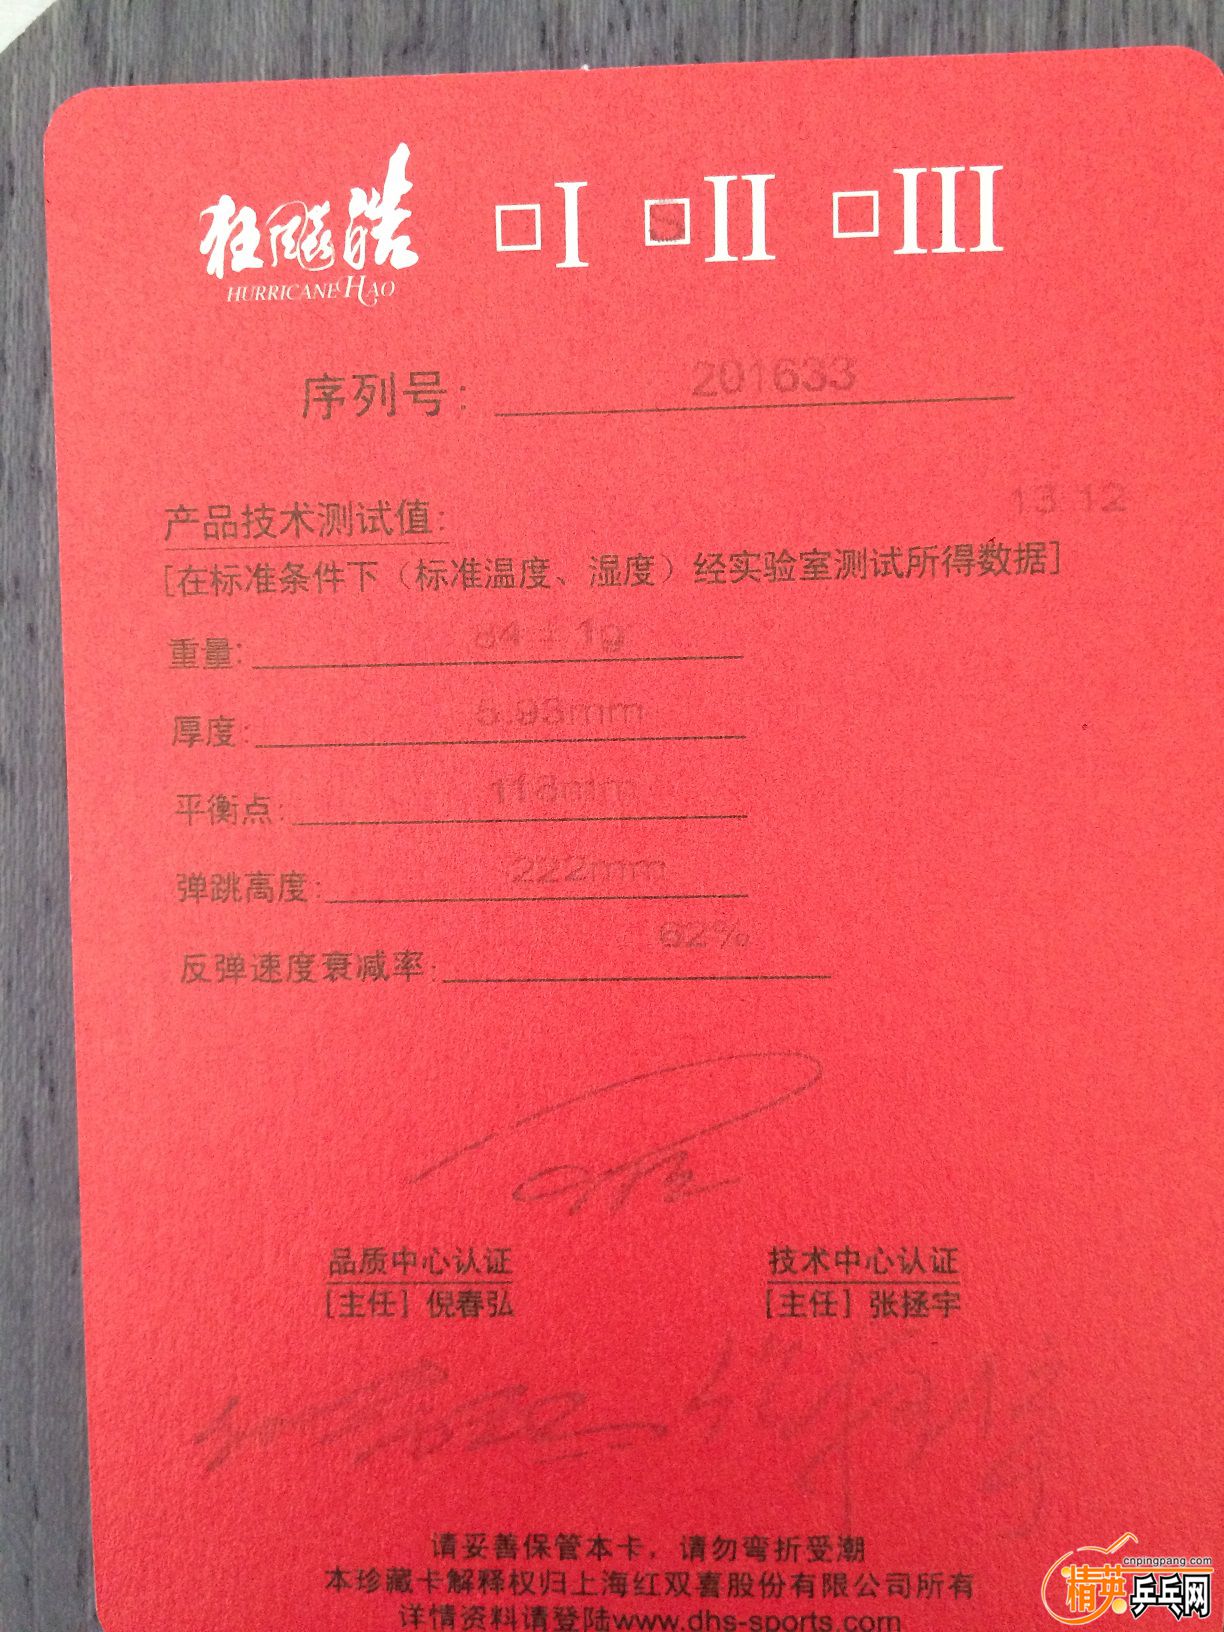 狂飚皓 □I □II □III
HURRICANE HAO
序列号: 201633
13 12
产品技术测试值:
[在标准条件下（标准温度、湿度）经实验室测试所得数据]
重量: 84 ± 1g
厚度: 5.93mm
平衡点:
弹跳高度: 222mm
反弹速度衰减率: 62%
品质中心认证 技术中心认证
[主任] 倪春弘 [主任] 张拯宇
请妥善保管本卡，请勿弯折受潮
本珍藏卡解释权归上海红双喜股份有限公司所有
详情资料请登陆www.dhs-sports.com
cnpingpang.com
精英乒乓网